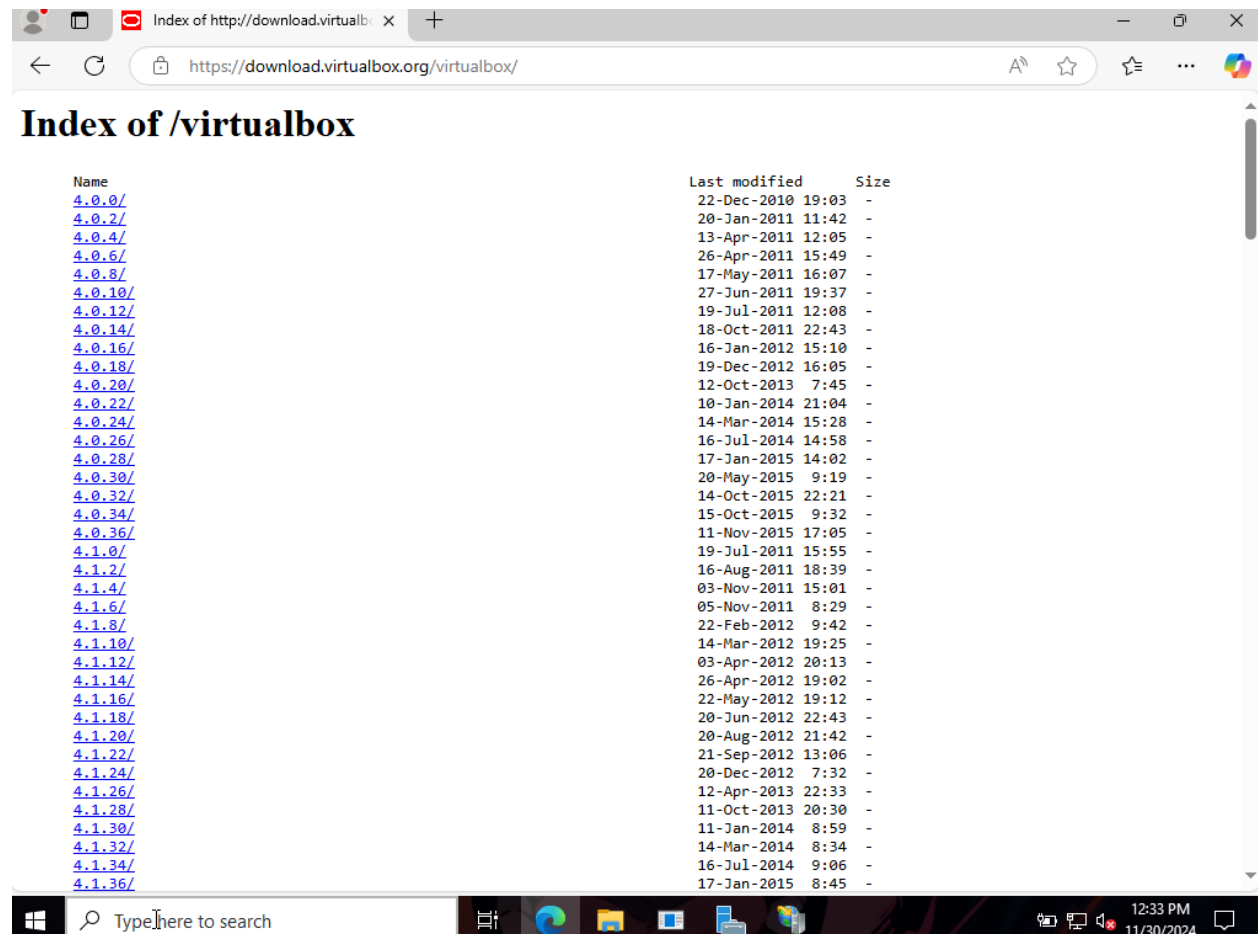 Index of http://download.virtualb
https://download.virtualbox.org/virtualbox/
Index of /virtualbox
Name Last modified Size
4.0.0/ 22-Dec-2010 19:03 -
4.0.2/ 20-Jan-2011 11:42 -
4.0.4/ 13-Apr-2011 12:05 -
4.0.6/ 26-Apr-2011 15:49 -
4.0.8/ 17-May-2011 16:07 -
4.0.10/ 27-Jun-2011 19:37 -
4.0.12/ 19-Jul-2011 12:08 -
4.0.14/ 18-Oct-2011 22:43 -
4.0.16/ 16-Jan-2012 15:10 -
4.0.18/ 19-Dec-2012 16:05 -
4.0.20/ 12-Oct-2013 7:45 -
4.0.22/ 10-Jan-2014 21:04 -
4.0.24/ 14-Mar-2014 15:28 -
4.0.26/ 16-Jul-2014 14:58 -
4.0.28/ 17-Jan-2015 14:02 -
4.0.30/ 20-May-2015 9:19 -
4.0.32/ 14-Oct-2015 22:21 -
4.0.34/ 15-Oct-2015 9:32 -
4.0.36/ 11-Nov-2015 17:05 -
4.1.0/ 19-Jul-2011 15:55 -
4.1.2/ 16-Aug-2011 18:39 -
4.1.4/ 03-Nov-2011 15:01 -
4.1.6/ 05-Nov-2011 8:29 -
4.1.8/ 22-Feb-2012 9:42 -
4.1.10/ 14-Mar-2012 19:25 -
4.1.12/ 03-Apr-2012 20:13 -
4.1.14/ 26-Apr-2012 19:02 -
4.1.16/ 22-May-2012 19:12 -
4.1.18/ 20-Jun-2012 22:43 -
4.1.20/ 20-Aug-2012 21:42 -
4.1.22/ 21-Sep-2012 13:06 -
4.1.24/ 20-Dec-2012 7:32 -
4.1.26/ 12-Apr-2013 22:33 -
4.1.28/ 11-Oct-2013 20:30 -
4.1.30/ 11-Jan-2014 8:59 -
4.1.32/ 14-Mar-2014 8:34 -
4.1.34/ 16-Jul-2014 9:06 -
4.1.36/ 17-Jan-2015 8:45 -
Type here to search
12:33 PM
11/30/2024